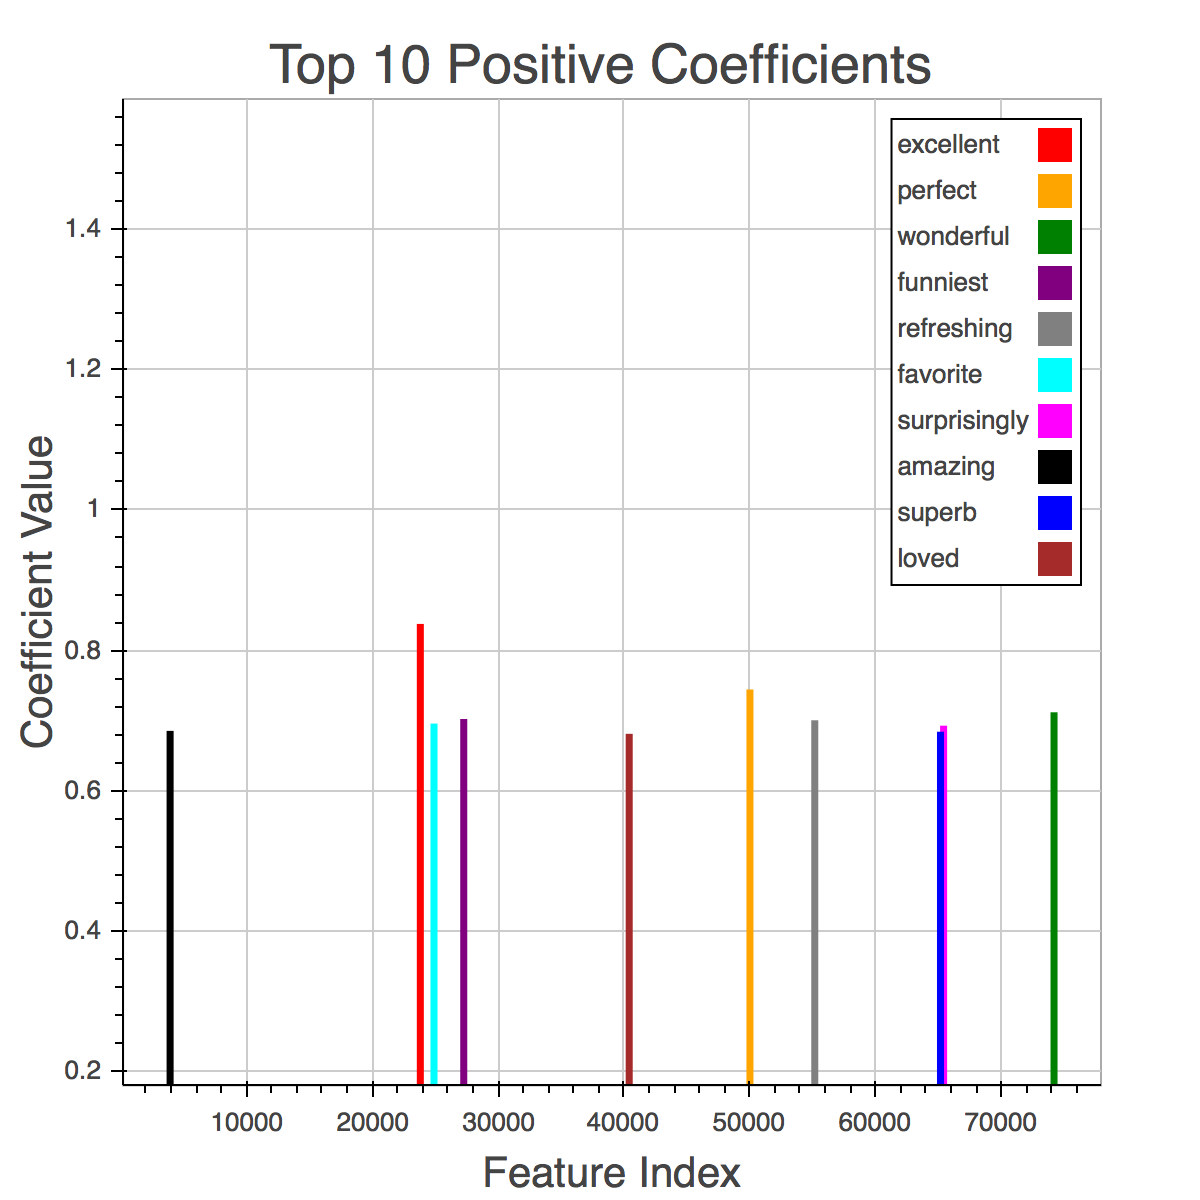 Top 10 Positive Coefficients
excellent
perfect
wonderful
funniest
refreshing
favorite
surprisingly
amazing
superb
loved
Coefficient Value
1.4
1.2
1
0.8
0.6
0.4
0.2
10000 20000 30000 40000 50000 60000 70000
Feature Index